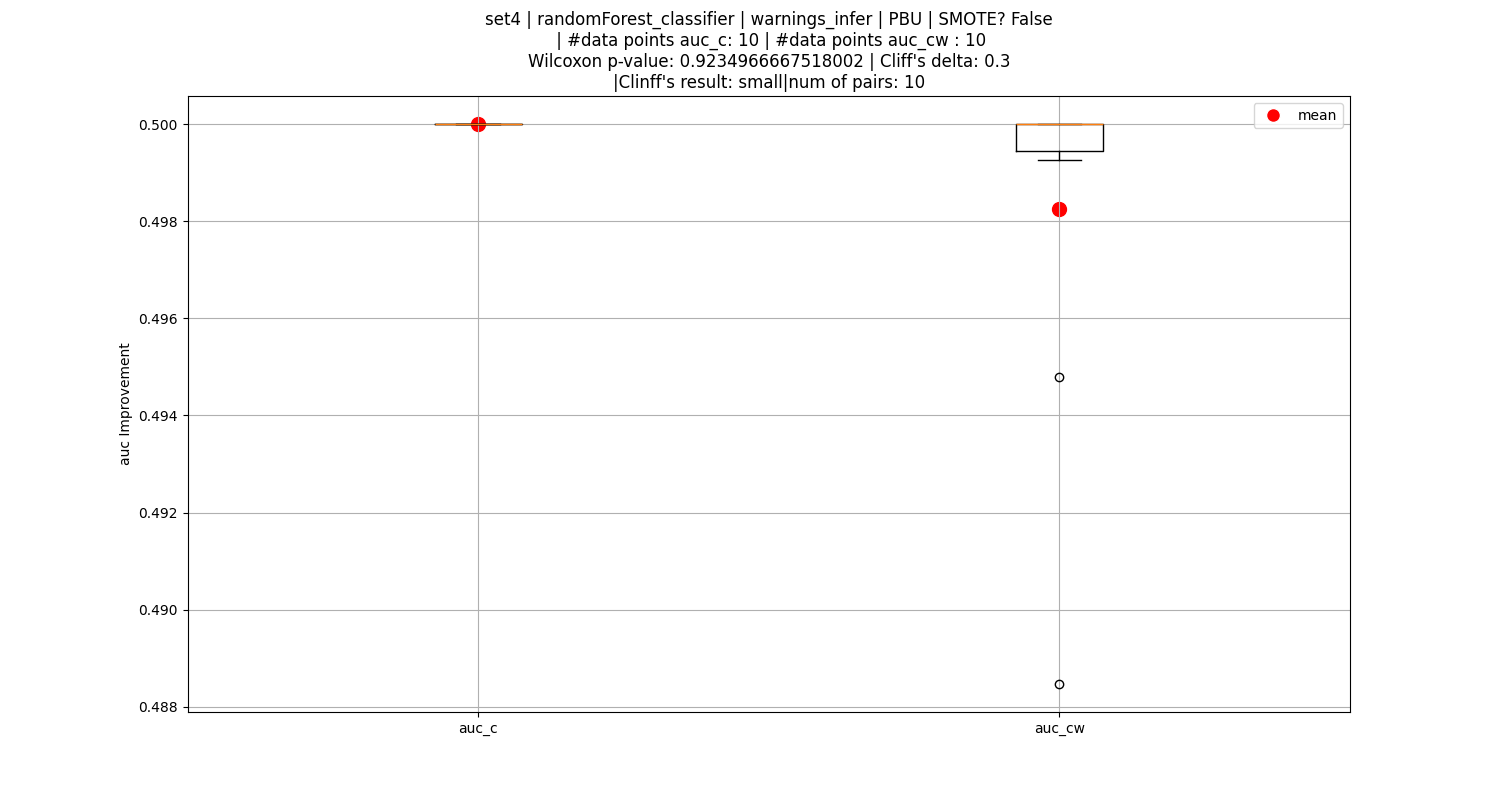 set4 | randomForest_classifier | warnings_infer | PBU | SMOTE? False
| #data points auc_c: 10 | #data points auc_cw : 10
Wilcoxon p-value: 0.9234966667518002 | Cliff's delta: 0.3
|Clinff's result: small|num of pairs: 10
mean
0.500
0.498
0.496
0.494
0.492
0.490
0.488
auc Improvement
auc_c
auc_cw